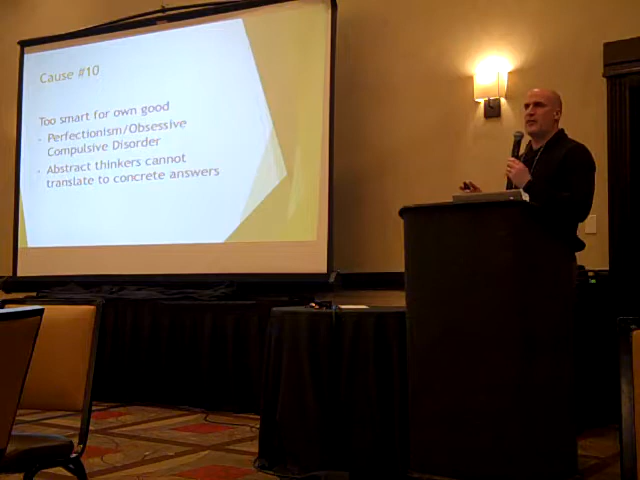 Cause #10
Too smart for own good
Perfectionism/Obsessive
Compulsive Disorder
Abstract thinkers cannot
translate to concrete answers